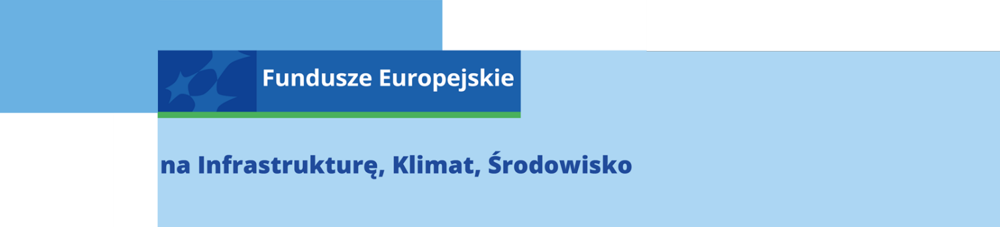 Fundusze Europejskie
na Infrastrukturę, Klimat, Środowisko